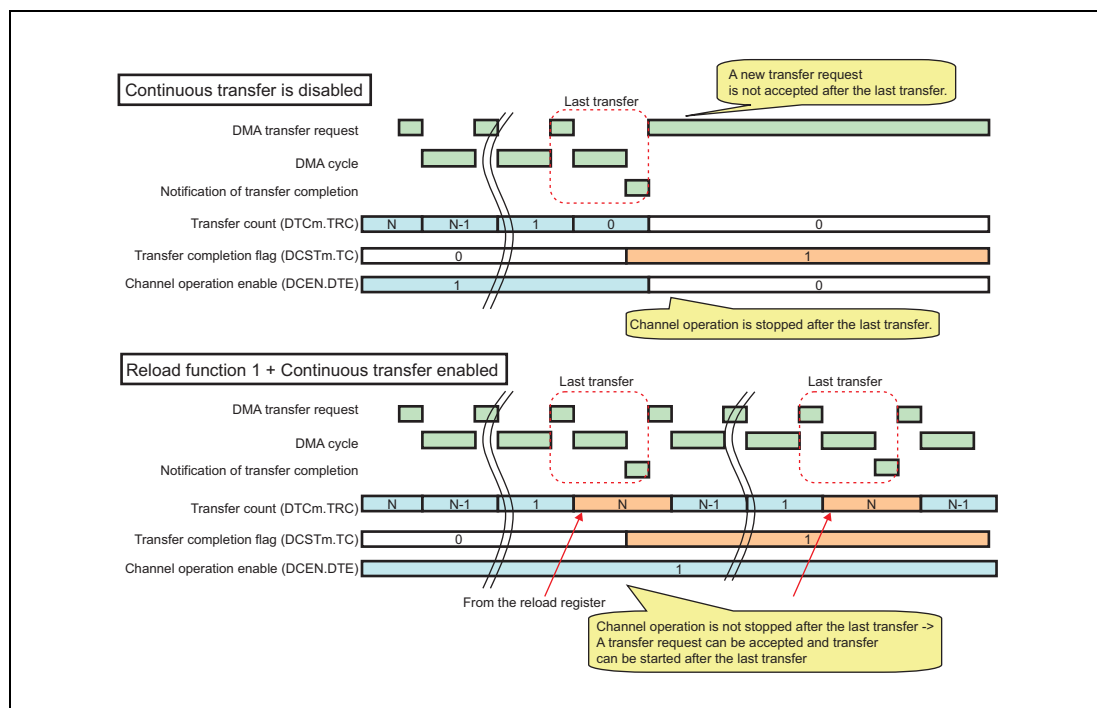 Continuous transfer is disabled
A new transfer request
is not accepted after the last transfer.
Last transfer
DMA transfer request
DMA cycle
Notification of transfer completion
Transfer count (DTCm.TRC)
N N-1 1 0 0
Transfer completion flag (DCSTm.TC)
0 1
Channel operation enable (DCEN.DTE)
1 0
Channel operation is stopped after the last transfer.
Reload function 1 + Continuous transfer enabled
Last transfer Last transfer
DMA transfer request
DMA cycle
Notification of transfer completion
Transfer count (DTCm.TRC)
N N-1 1 N N-1 1 N N-1
Transfer completion flag (DCSTm.TC)
0 1
Channel operation enable (DCEN.DTE)
1
From the reload register
Channel operation is not stopped after the last transfer ->
A transfer request can be accepted and transfer
can be started after the last transfer